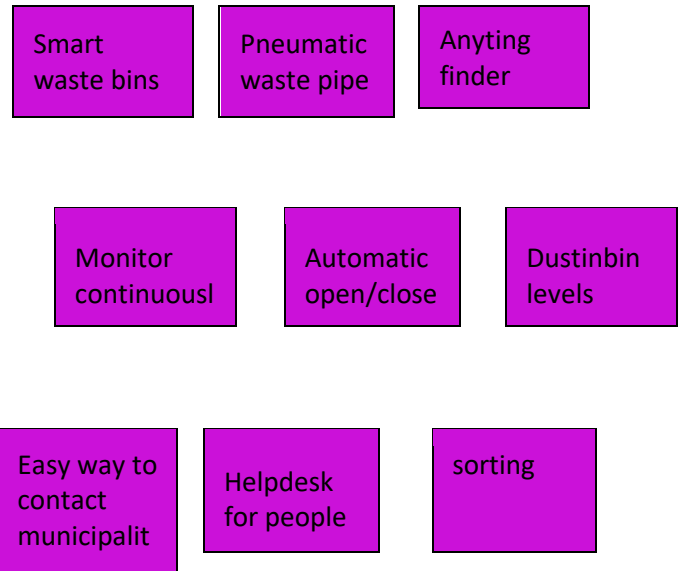 Smart
waste bins
Pneumatic
waste pipe
Anyting
finder
Monitor
continuousl
Automatic
open/close
Dustinbin
levels
Easy way to
contact
municipalit
Helpdesk
for people
sorting